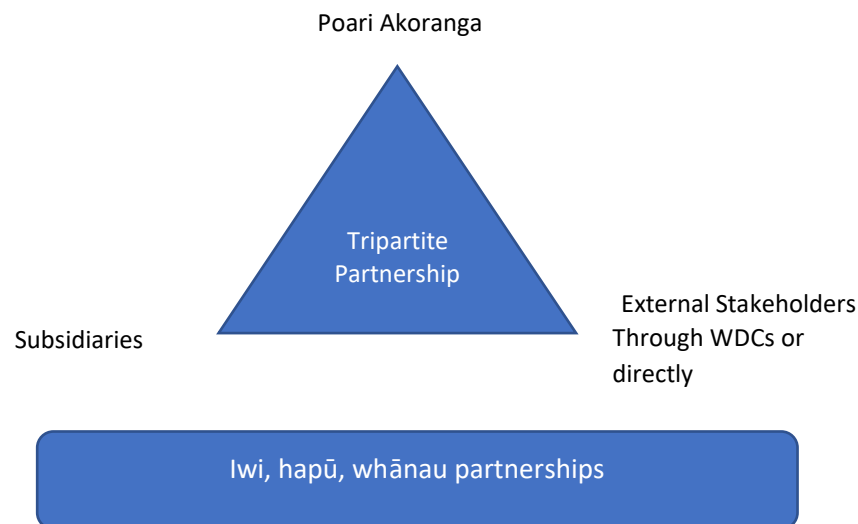 Poari Akoranga
Tripartite
Partnership
Subsidiaries
External Stakeholders
Through WDCs or
directly
Iwi, hapū, whānau partnerships